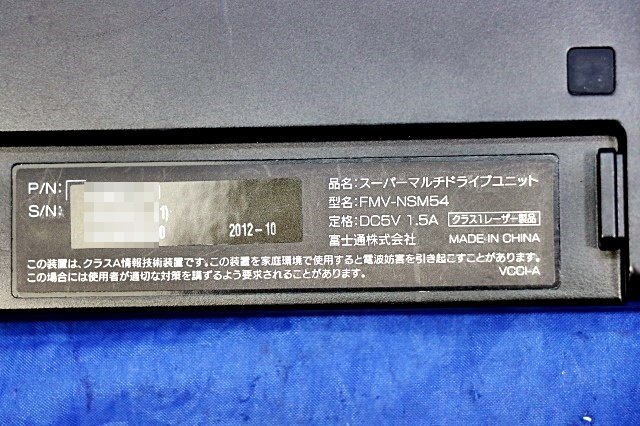 P/N:
S/N:
1)
0
2012-10
品名:スーパーマルチドライブユニット
型名:FMV-NSM54
定格:DC5V 1.5A クラス1レーザー製品
富士通株式会社 MADE IN CHINA
この装置は、クラスA情報技術装置です。この装置を家庭環境で使用すると電波妨害を引き起こすことがあります。
この場合には使用者が適切な対策を講ずるよう要求されることがあります。
VCCI-A